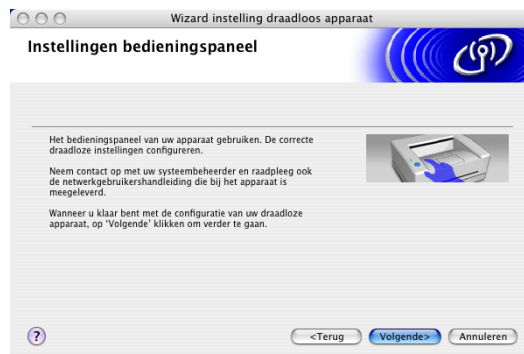 Wizard instelling draadloos apparaat
Instellingen bedieningspaneel
Het bedieningspaneel van uw apparaat gebruiken. De correcte
draadloze instellingen configureren.
Neem contact op met uw systeembeheerder en raadpleeg ook
de netwerkgebruikershandleiding die bij het apparaat is
meegeleverd.
Wanneer u klaar bent met de configuratie van uw draadloze
apparaat, op 'Volgende' klikken om verder te gaan.
?
<Terug
Volgende>
Annuleren